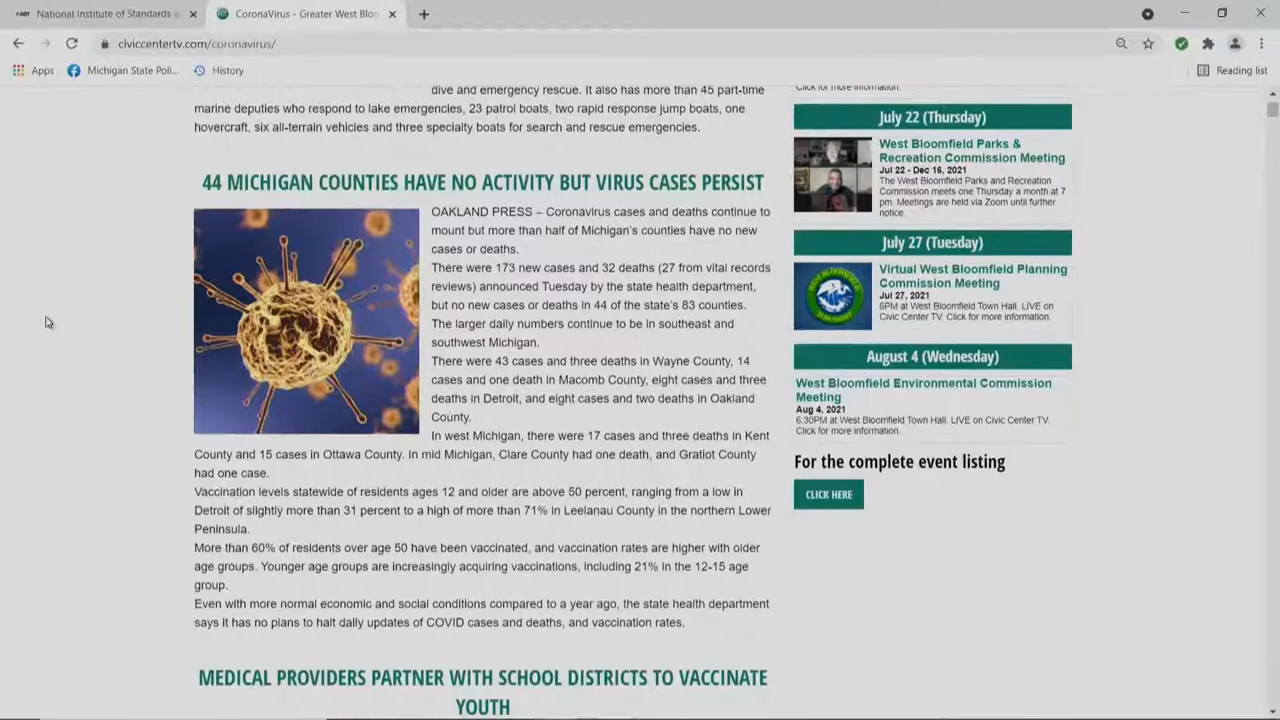 National Institute of Standards
CoronaVirus - Greater West Bloo
civiccentertv.com/coronavirus/
Apps
Michigan State Poli...
History
Reading list
dive and emergency rescue. It also has more than 45 part-time
marine deputies who respond to lake emergencies, 23 patrol boats, two rapid response jump boats, one
hovercraft, six all-terrain vehicles and three specialty boats for search and rescue emergencies.
44 MICHIGAN COUNTIES HAVE NO ACTIVITY BUT VIRUS CASES PERSIST
OAKLAND PRESS – Coronavirus cases and deaths continue to
mount but more than half of Michigan's counties have no new
cases or deaths.
There were 173 new cases and 32 deaths (27 from vital records
reviews) announced Tuesday by the state health department,
but no new cases or deaths in 44 of the state's 83 counties.
The larger daily numbers continue to be in southeast and
southwest Michigan.
There were 43 cases and three deaths in Wayne County, 14
cases and one death in Macomb County, eight cases and three
deaths in Detroit, and eight cases and two deaths in Oakland
County.
In west Michigan, there were 17 cases and three deaths in Kent
County and 15 cases in Ottawa County. In mid Michigan, Clare County had one death, and Gratiot County
had one case.
Vaccination levels statewide of residents ages 12 and older are above 50 percent, ranging from a low in
Detroit of slightly more than 31 percent to a high of more than 71% in Leelanau County in the northern Lower
Peninsula.
More than 60% of residents over age 50 have been vaccinated, and vaccination rates are higher with older
age groups. Younger age groups are increasingly acquiring vaccinations, including 21% in the 12-15 age
group.
Even with more normal economic and social conditions compared to a year ago, the state health department
says it has no plans to halt daily updates of COVID cases and deaths, and vaccination rates.
MEDICAL PROVIDERS PARTNER WITH SCHOOL DISTRICTS TO VACCINATE
YOUTH
Click for more information.
July 22 (Thursday)
West Bloomfield Parks &
Recreation Commission Meeting
Jul 22 - Dec 16, 2021
The West Bloomfield Parks and Recreation
Commission meets one Thursday a month at 7
pm. Meetings are held via Zoom until further
notice.
July 27 (Tuesday)
Virtual West Bloomfield Planning
Commission Meeting
Jul 27, 2021
6PM at West Bloomfield Town Hall. LIVE on
Civic Center TV. Click for more information.
August 4 (Wednesday)
West Bloomfield Environmental Commission
Meeting
Aug 4, 2021
6:30PM at West Bloomfield Town Hall. LIVE on Civic Center TV.
Click for more information.
For the complete event listing
CLICK HERE